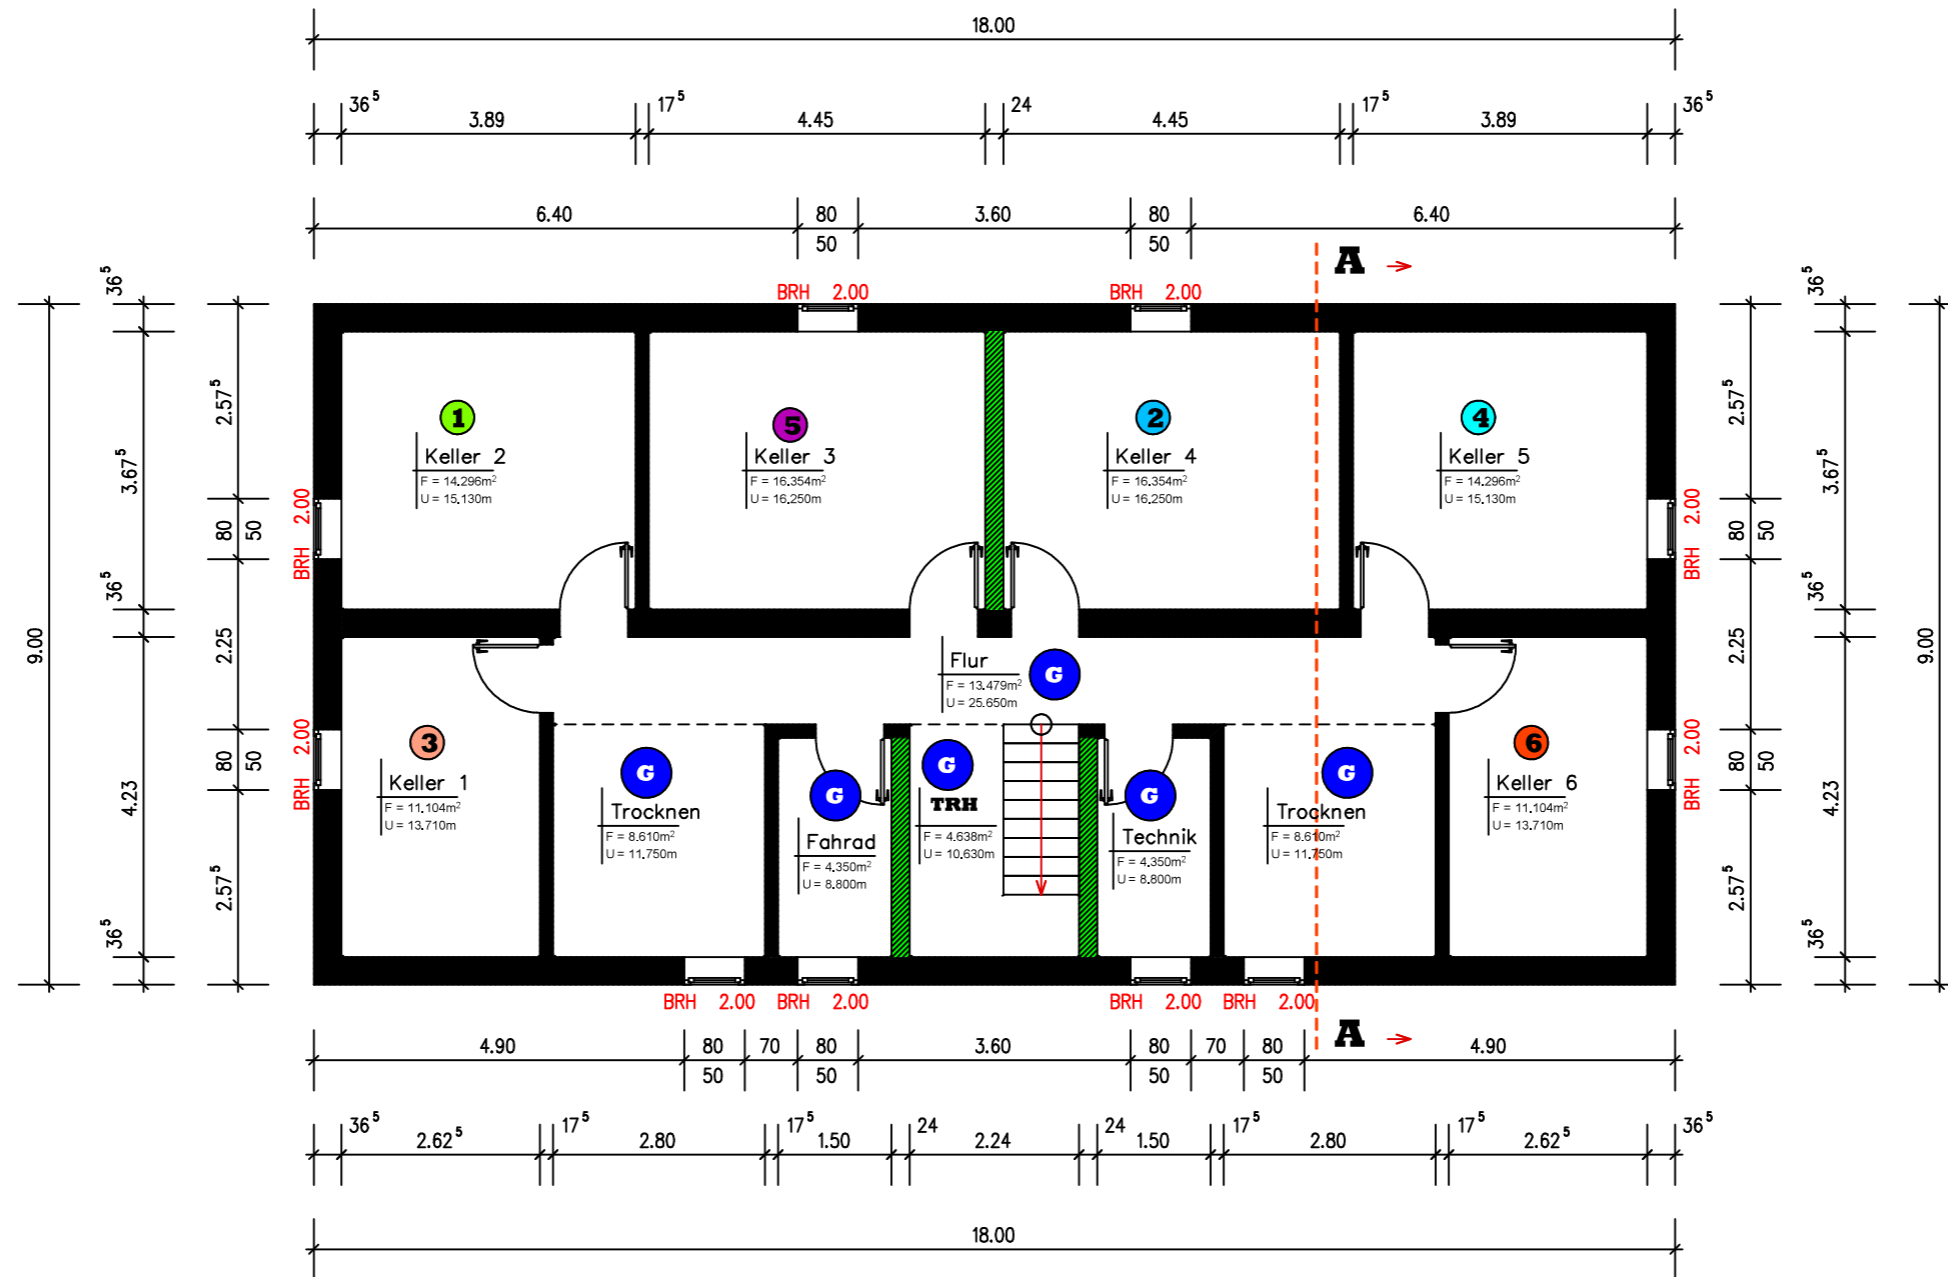 18.00
36⁵ 3.89 17⁵ 4.45 24 4.45 17⁵ 3.89 36⁵
6.40 80 3.60 80 6.40
50 50
A
BRH 2.00 BRH 2.00
36⁵ 36⁵
2.57⁵ 2.57⁵
3.67⁵ 3.67⁵
80 50 80 50
BRH 2.00 BRH 2.00
36⁵ 36⁵
9.00 2.25 2.25 9.00
80 50 80 50
BRH 2.00 BRH 2.00
4.23 4.23
2.57⁵ 2.57⁵
36⁵ 36⁵
1
Keller 2
F = 14.296m²
U = 15.130m
5
Keller 3
F = 16.354m²
U = 16.250m
2
Keller 4
F = 16.354m²
U = 16.250m
4
Keller 5
F = 14.296m²
U = 15.130m
Flur
F = 13.479m²
U = 25.650m
G
3
Keller 1
F = 11.104m²
U = 13.710m
G
Trocknen
F = 8.610m²
U = 11.750m
G
Fahrad
F = 4.350m²
U = 8.800m
G
TRH
F = 4.638m²
U = 10.630m
G
Technik
F = 4.350m²
U = 8.800m
G
Trocknen
F = 8.610m²
U = 11.750m
6
Keller 6
F = 11.104m²
U = 13.710m
BRH 2.00 BRH 2.00 BRH 2.00 BRH 2.00
A
4.90 80 70 80 3.60 80 70 80 4.90
50 50 50 50
36⁵ 2.62⁵ 17⁵ 2.80 17⁵ 1.50 24 2.24 24 1.50 17⁵ 2.80 17⁵ 2.62⁵ 36⁵
18.00